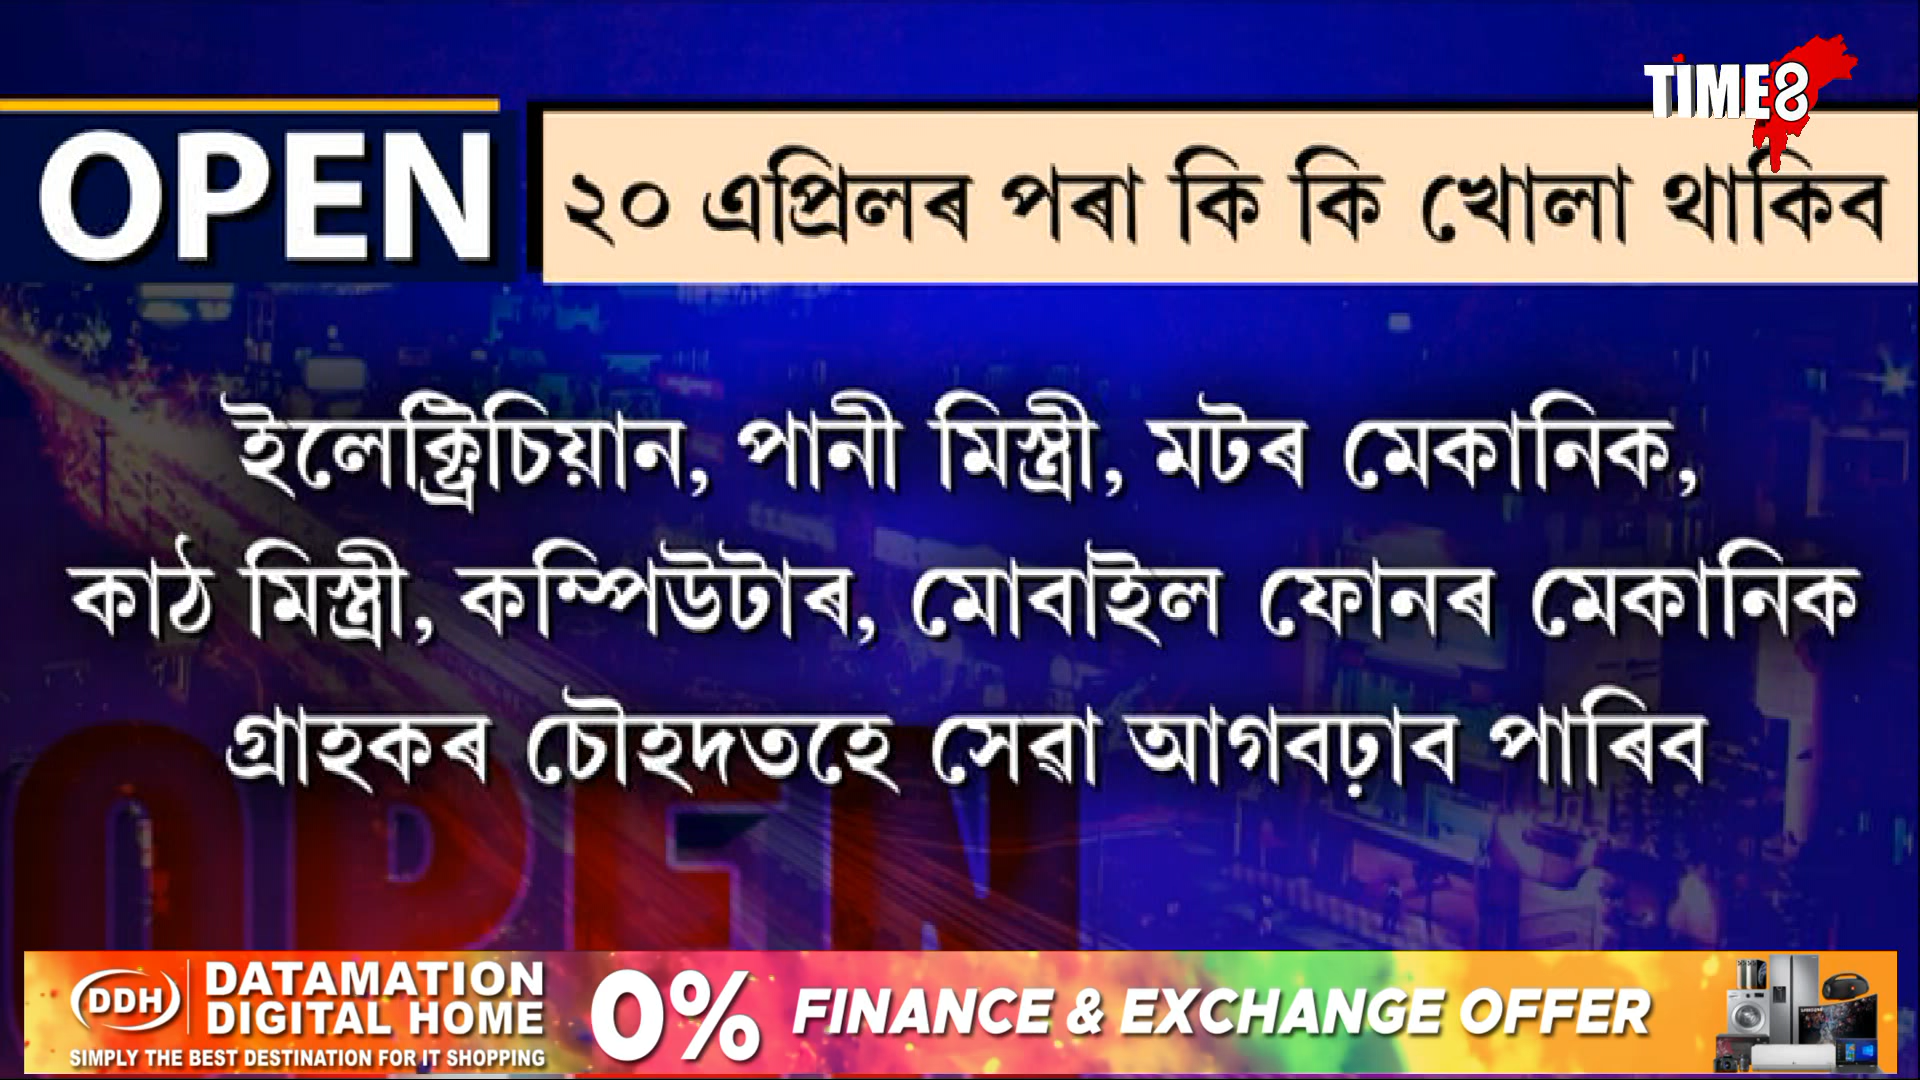 TIME8
OPEN
২০ এপ্ৰিলৰ পৰা কি কি খোলা থাকিব
ইলেক্ট্ৰিচিয়ান, পানী মিস্ত্ৰী, মটৰ মেকানিক,
কাঠ মিস্ত্ৰী, কম্পিউটাৰ, মোবাইল ফোনৰ মেকানিক
গ্ৰাহকৰ চৌহদতহে সেৱা আগবঢ়াব পাৰিব
OPEN
DDH
DATAMATION
DIGITAL HOME
SIMPLY THE BEST DESTINATION FOR IT SHOPPING
0% FINANCE & EXCHANGE OFFER